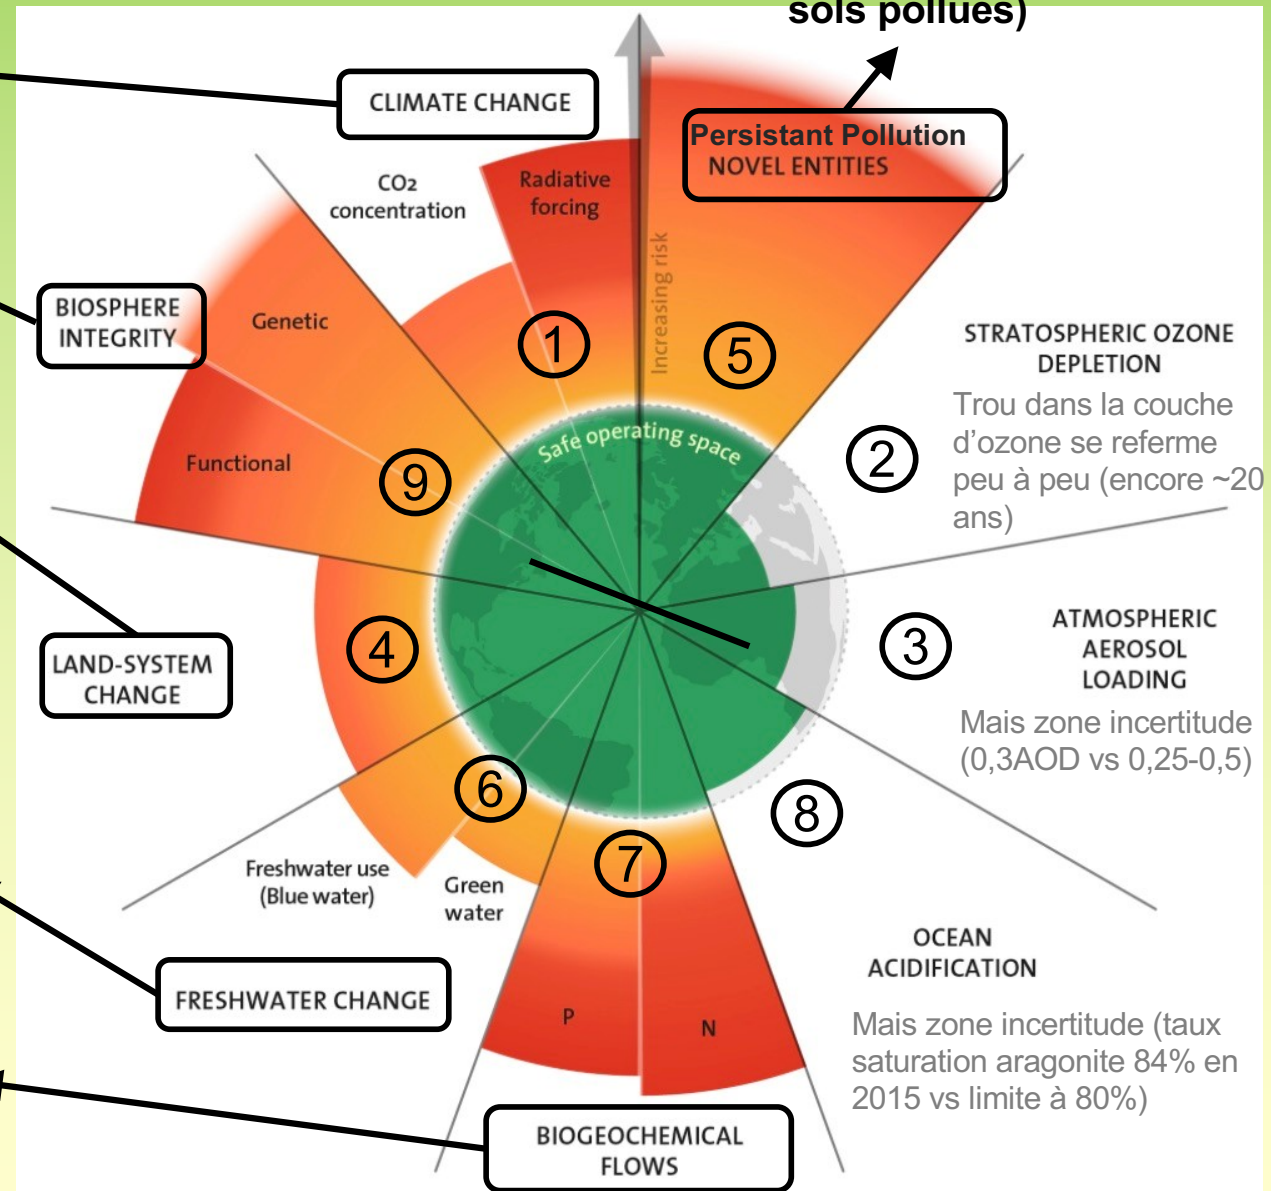 sols pollués)
CLIMATE CHANGE
Persistant Pollution
NOVEL ENTITIES
CO2
concentration
Radiative
forcing
Increasing risk
BIOSPHERE
INTEGRITY
Genetic
1
5
STRATOSPHERIC OZONE
DEPLETION
Trou dans la couche
d'ozone se referme
peu à peu (encore ~20
ans)
2
Safe operating space
Functional
9
LAND-SYSTEM
CHANGE
4
3
ATMOSPHERIC
AEROSOL
LOADING
Mais zone incertitude
(0,3AOD vs 0,25-0,5)
6
8
7
Freshwater use
(Blue water)
Green
water
OCEAN
ACIDIFICATION
FRESHWATER CHANGE
P
N
Mais zone incertitude (taux
saturation aragonite 84% en
2015 vs limite à 80%)
BIOGEOCHEMICAL
FLOWS